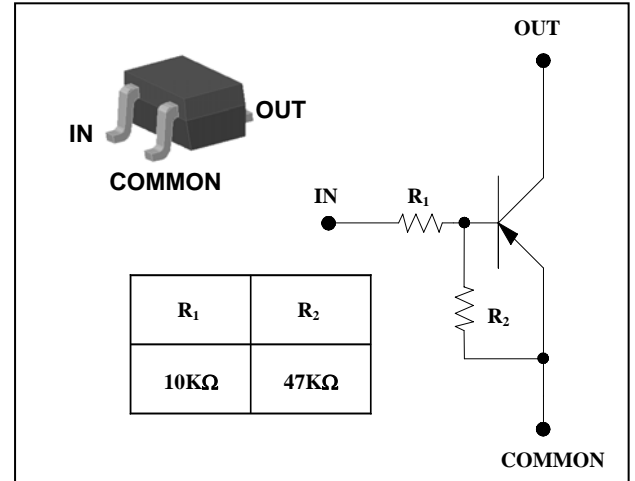 OUT
OUT
IN
COMMON
IN
R₁
R₂
R₁ R₂
10KΩ 47KΩ
COMMON